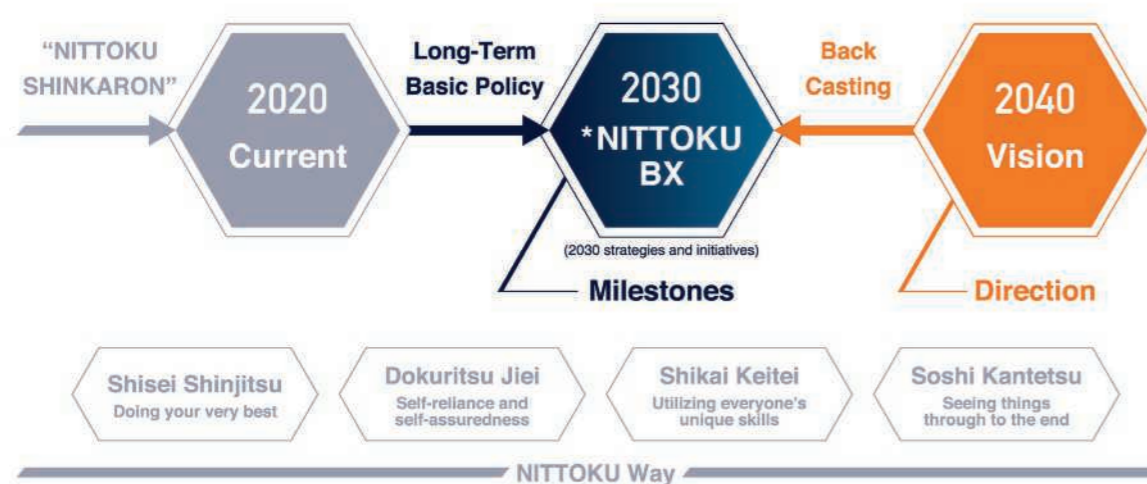 “NITTOKU
SHINKARON”
2020
Current
Long-Term
Basic Policy
2030
*NITTOKU
BX
(2030 strategies and initiatives)
Milestones
Back
Casting
2040
Vision
Direction
Shisei Shinjitsu
Doing your very best
Dokuritsu Jiei
Self-reliance and
self-assuredness
Shikai Keitei
Utilizing everyone’s
unique skills
Soshi Kantetsu
Seeing things
through to the end
NITTOKU Way